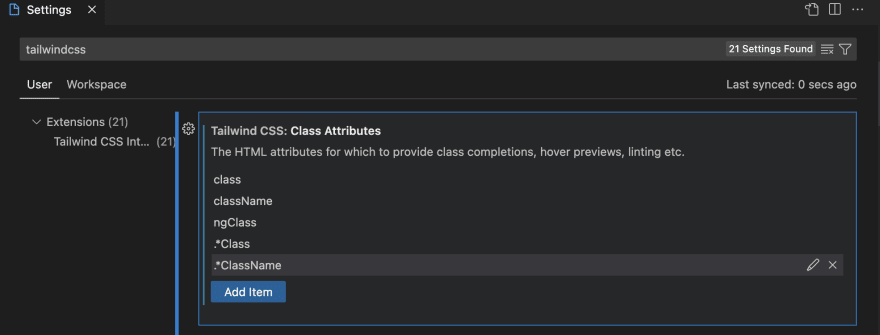 Settings
tailwindcss
21 Settings Found
User
Workspace
Last synced: 0 secs ago
Extensions (21)
Tailwind CSS Int... (21)
Tailwind CSS: Class Attributes
The HTML attributes for which to provide class completions, hover previews, linting etc.
class
className
ngClass
.*Class
.*ClassName
Add Item